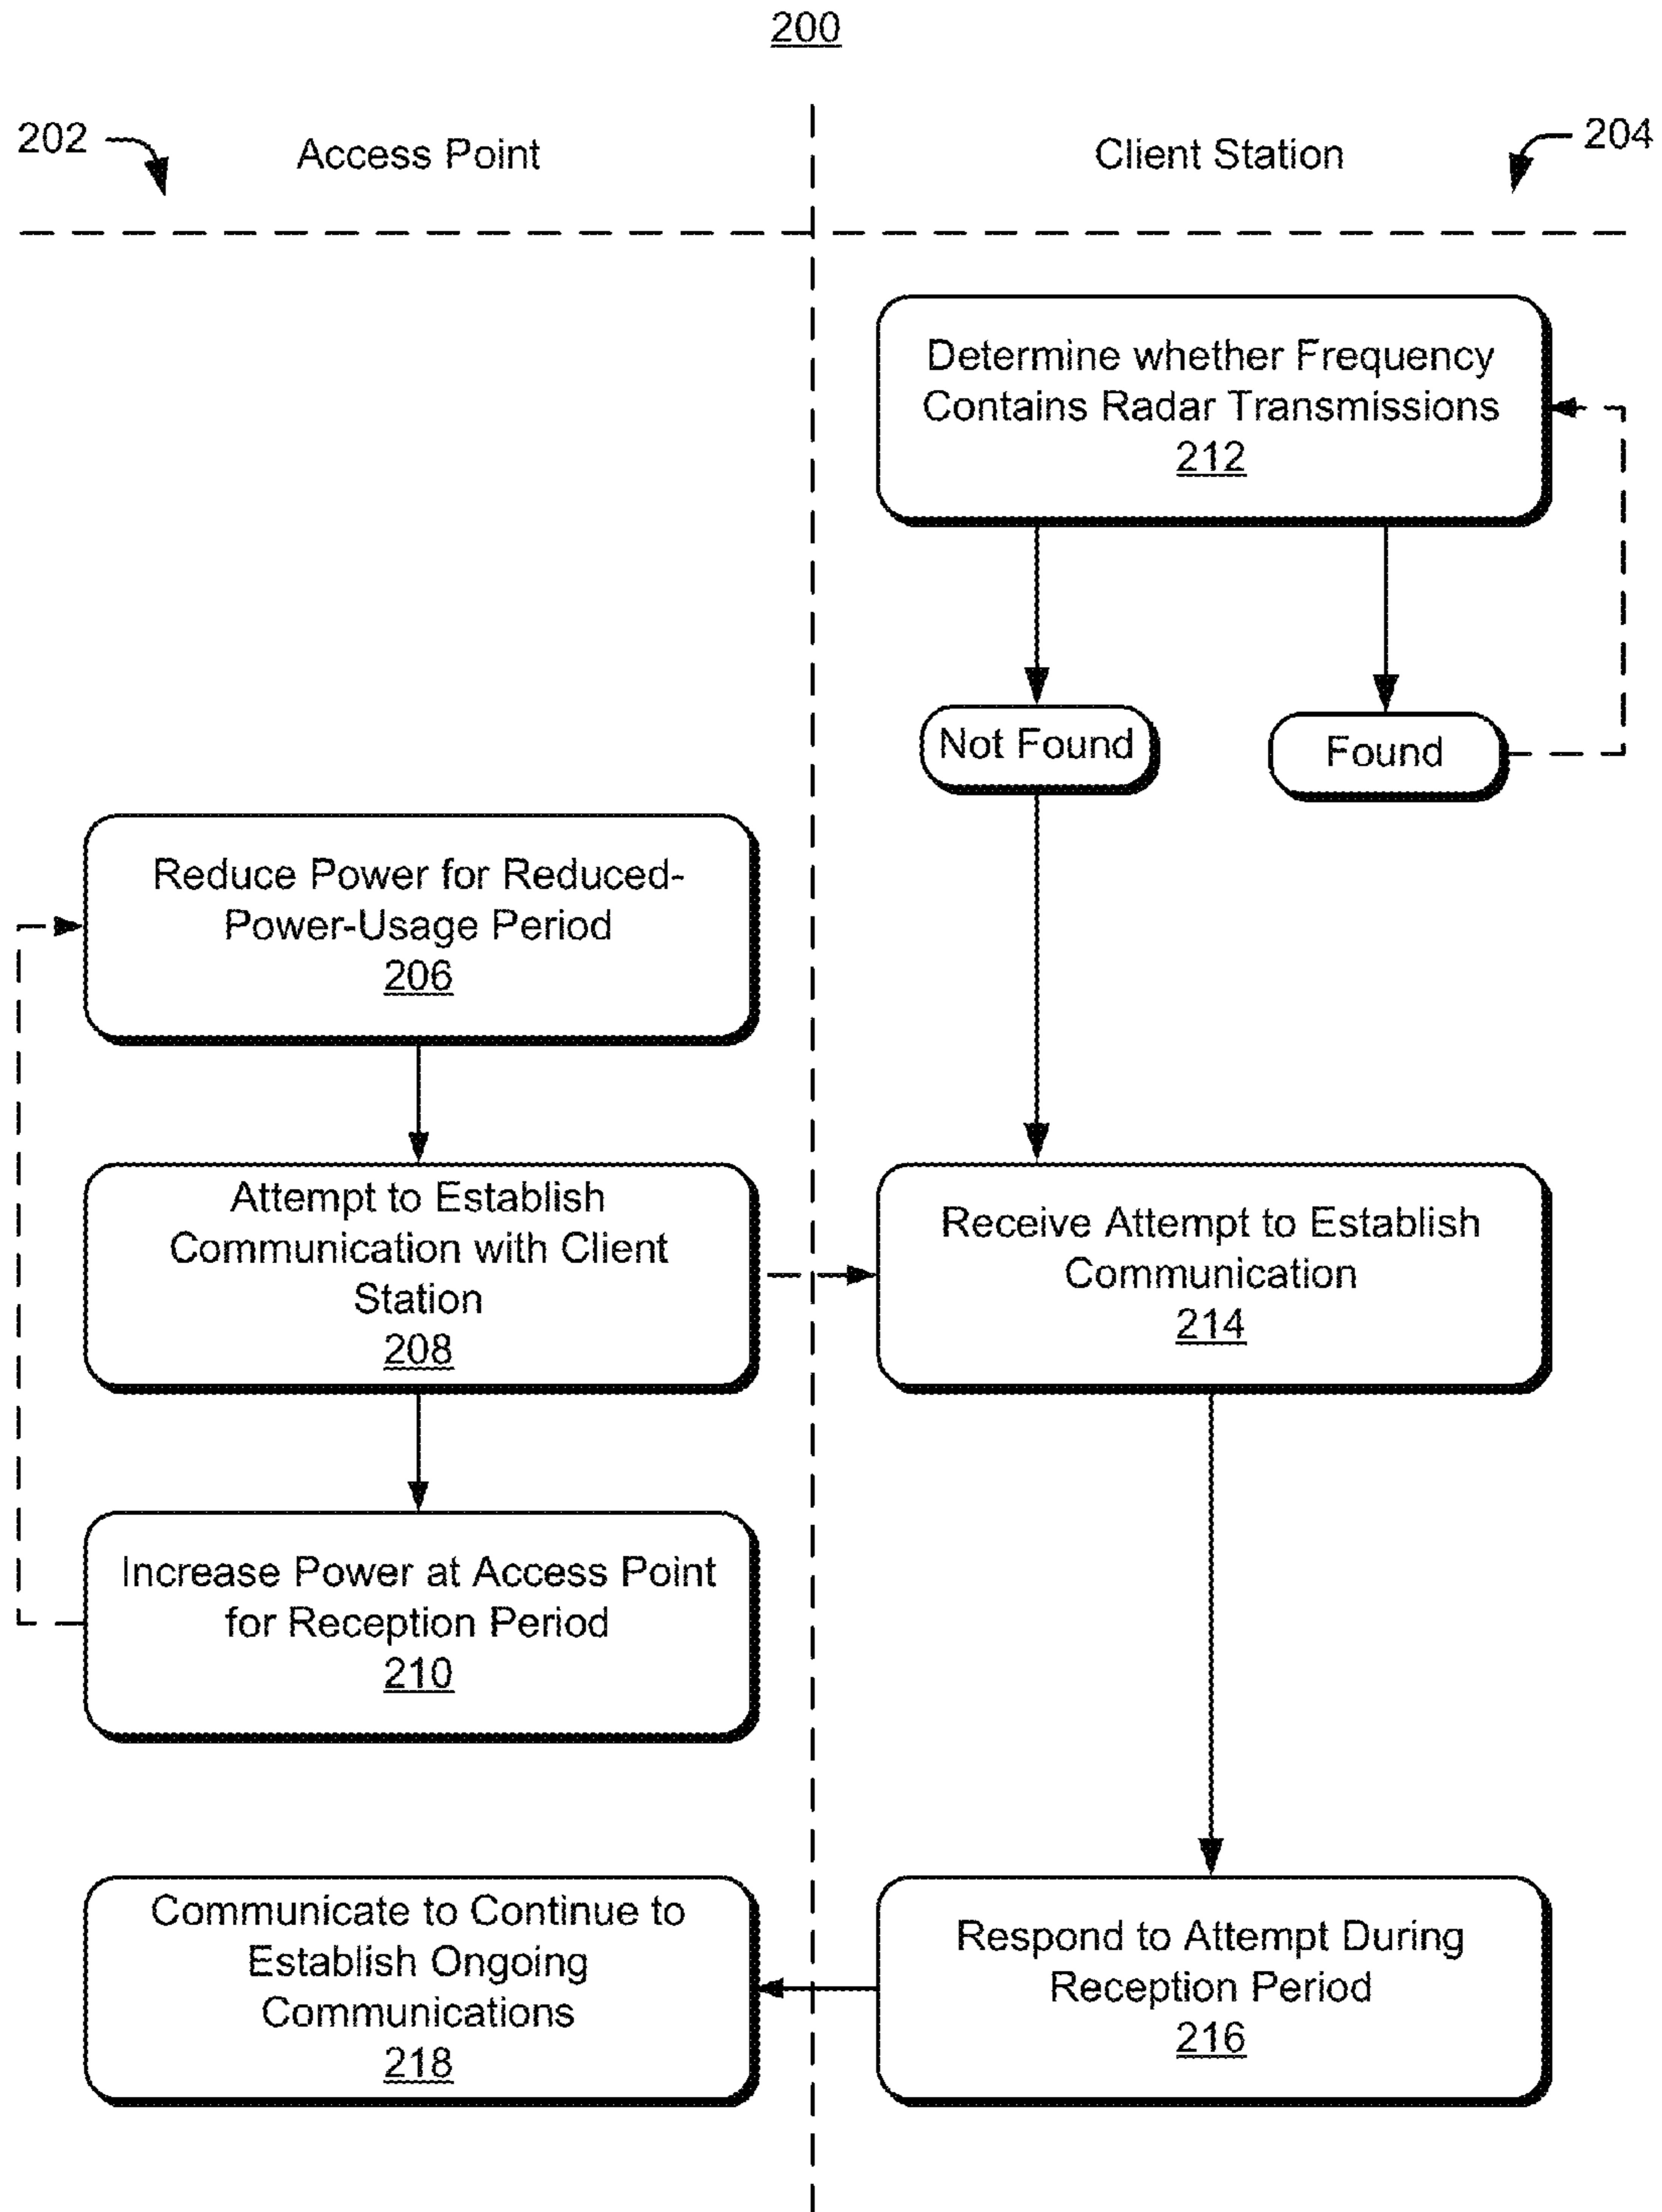 200
202
Access Point
Client Station
204
Determine whether Frequency
Contains Radar Transmissions
212
Not Found
Found
Reduce Power for Reduced-
Power-Usage Period
206
Attempt to Establish
Communication with Client
Station
208
Receive Attempt to Establish
Communication
214
Increase Power at Access Point
for Reception Period
210
Communicate to Continue to
Establish Ongoing
Communications
218
Respond to Attempt During
Reception Period
216